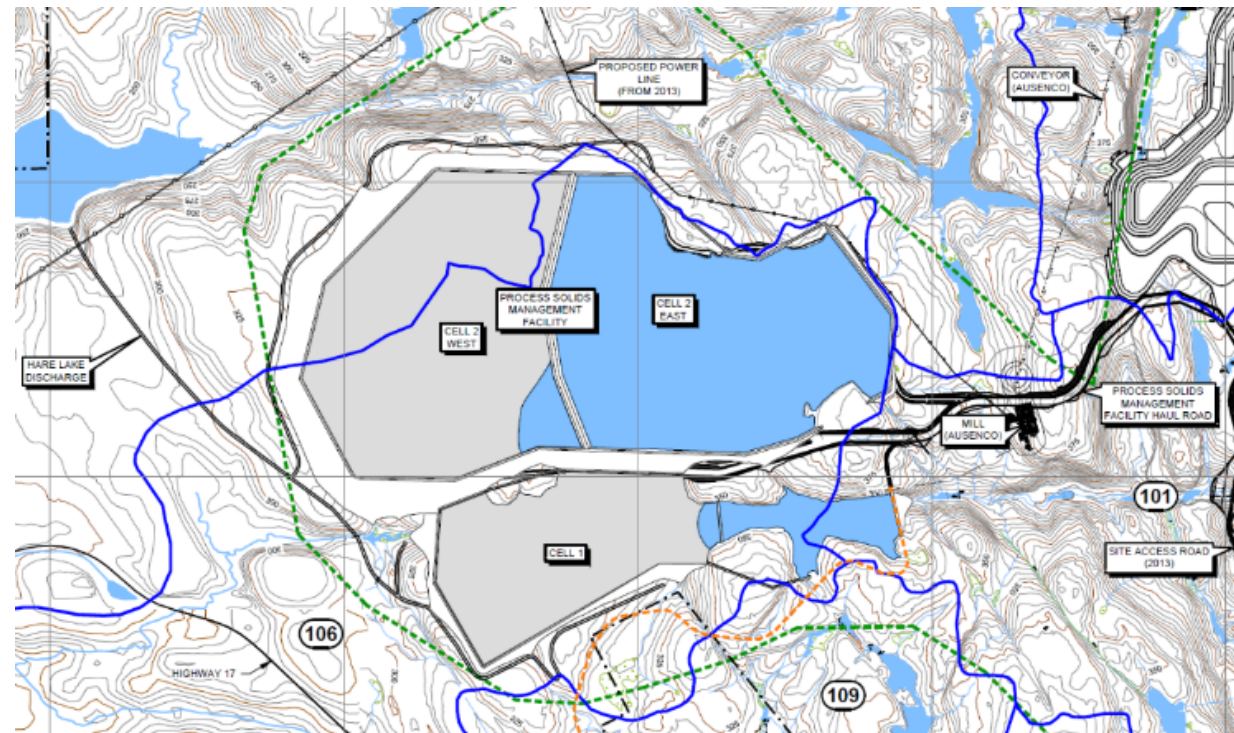 PROPOSED POWER
LINE
(FROM 2013)
CONVEYOR
(AUSENCO)
PROCESS SOLIDS
MANAGEMENT
FACILITY
CELL 2
EAST
CELL 2
WEST
HARE LAKE
DISCHARGE
PROCESS SOLIDS
MANAGEMENT
FACILITY HAUL ROAD
MILL
(AUSENCO)
101
CELL 1
SITE ACCESS ROAD
(2013)
106
HIGHWAY 17
109